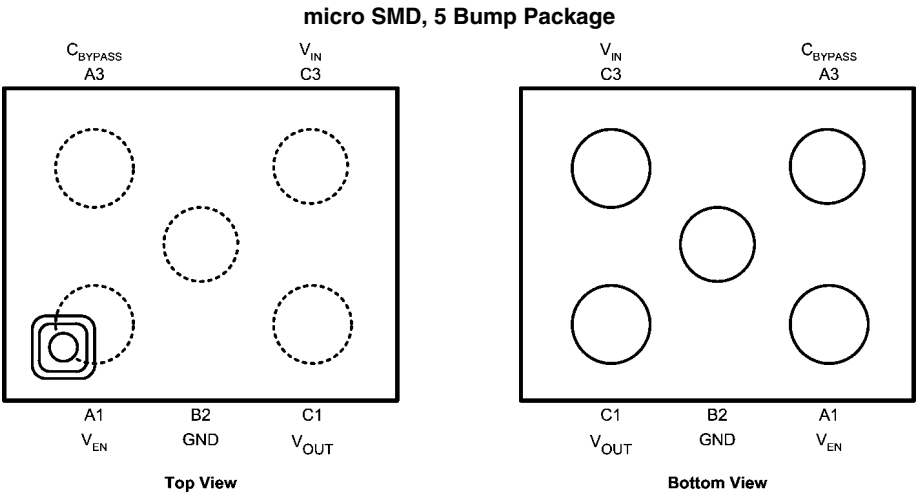 micro SMD, 5 Bump Package
C_BYPASS V_IN V_IN C_BYPASS
A3 C3 C3 A3
A1 B2 C1 C1 B2 A1
V_EN GND V_OUT V_OUT GND V_EN
Top View Bottom View